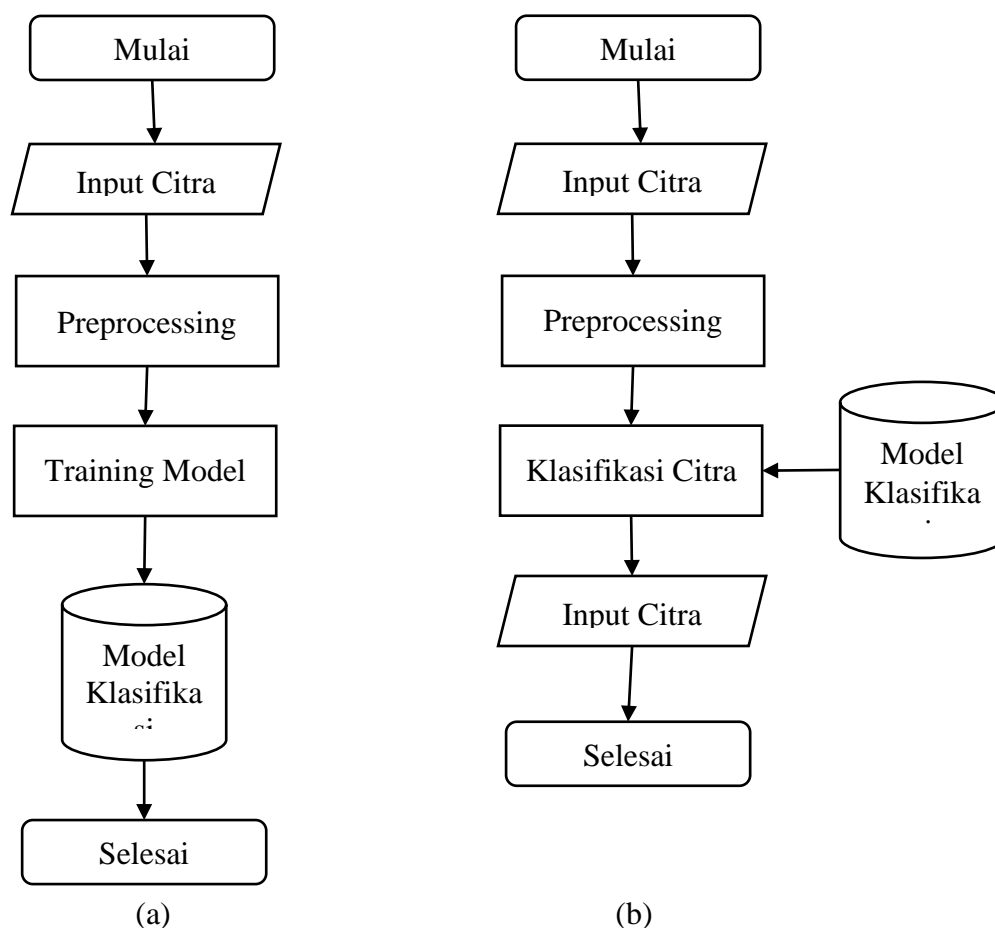 Mulai
Input Citra
Preprocessing
Training Model
Model
Klasifika
si
Selesai
(a)
Mulai
Input Citra
Preprocessing
Klasifikasi Citra
Model
Klasifika
Input Citra
Selesai
(b)